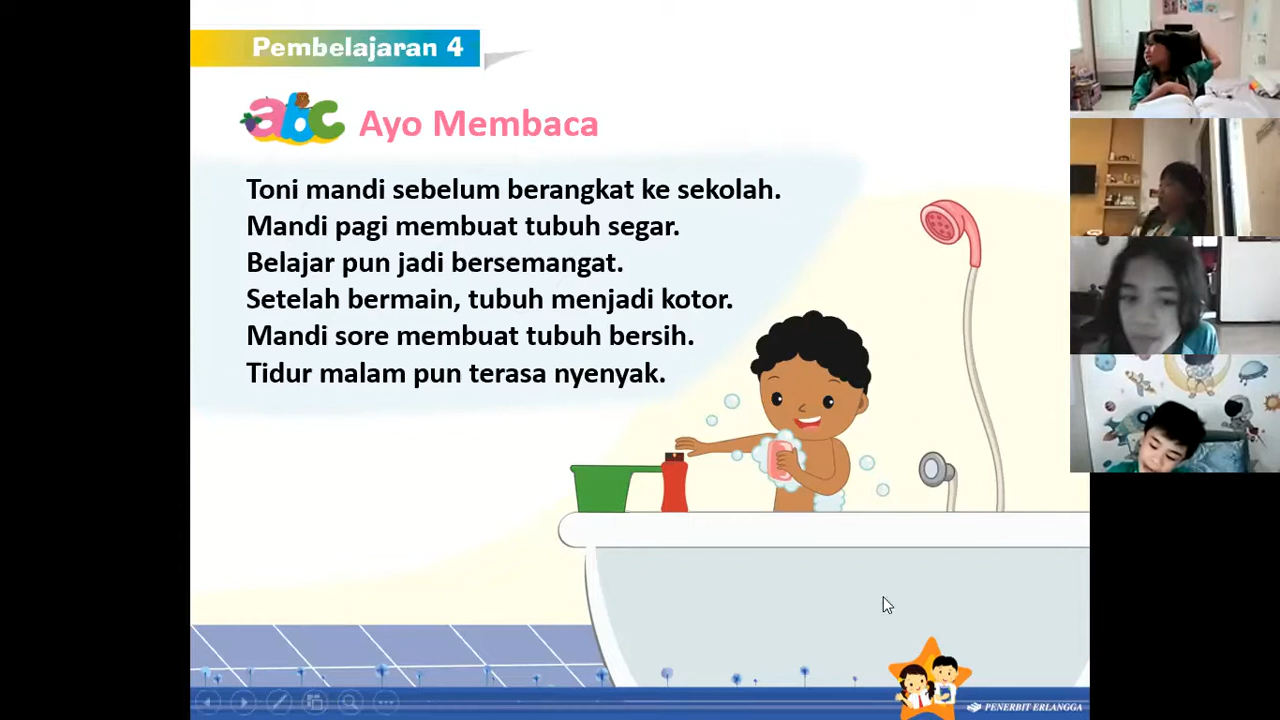 Pembelajaran 4
abc
Ayo Membaca
Toni mandi sebelum berangkat ke sekolah.
Mandi pagi membuat tubuh segar.
Belajar pun jadi bersemangat.
Setelah bermain, tubuh menjadi kotor.
Mandi sore membuat tubuh bersih.
Tidur malam pun terasa nyenyak.
PENERBIT ERLANGGA